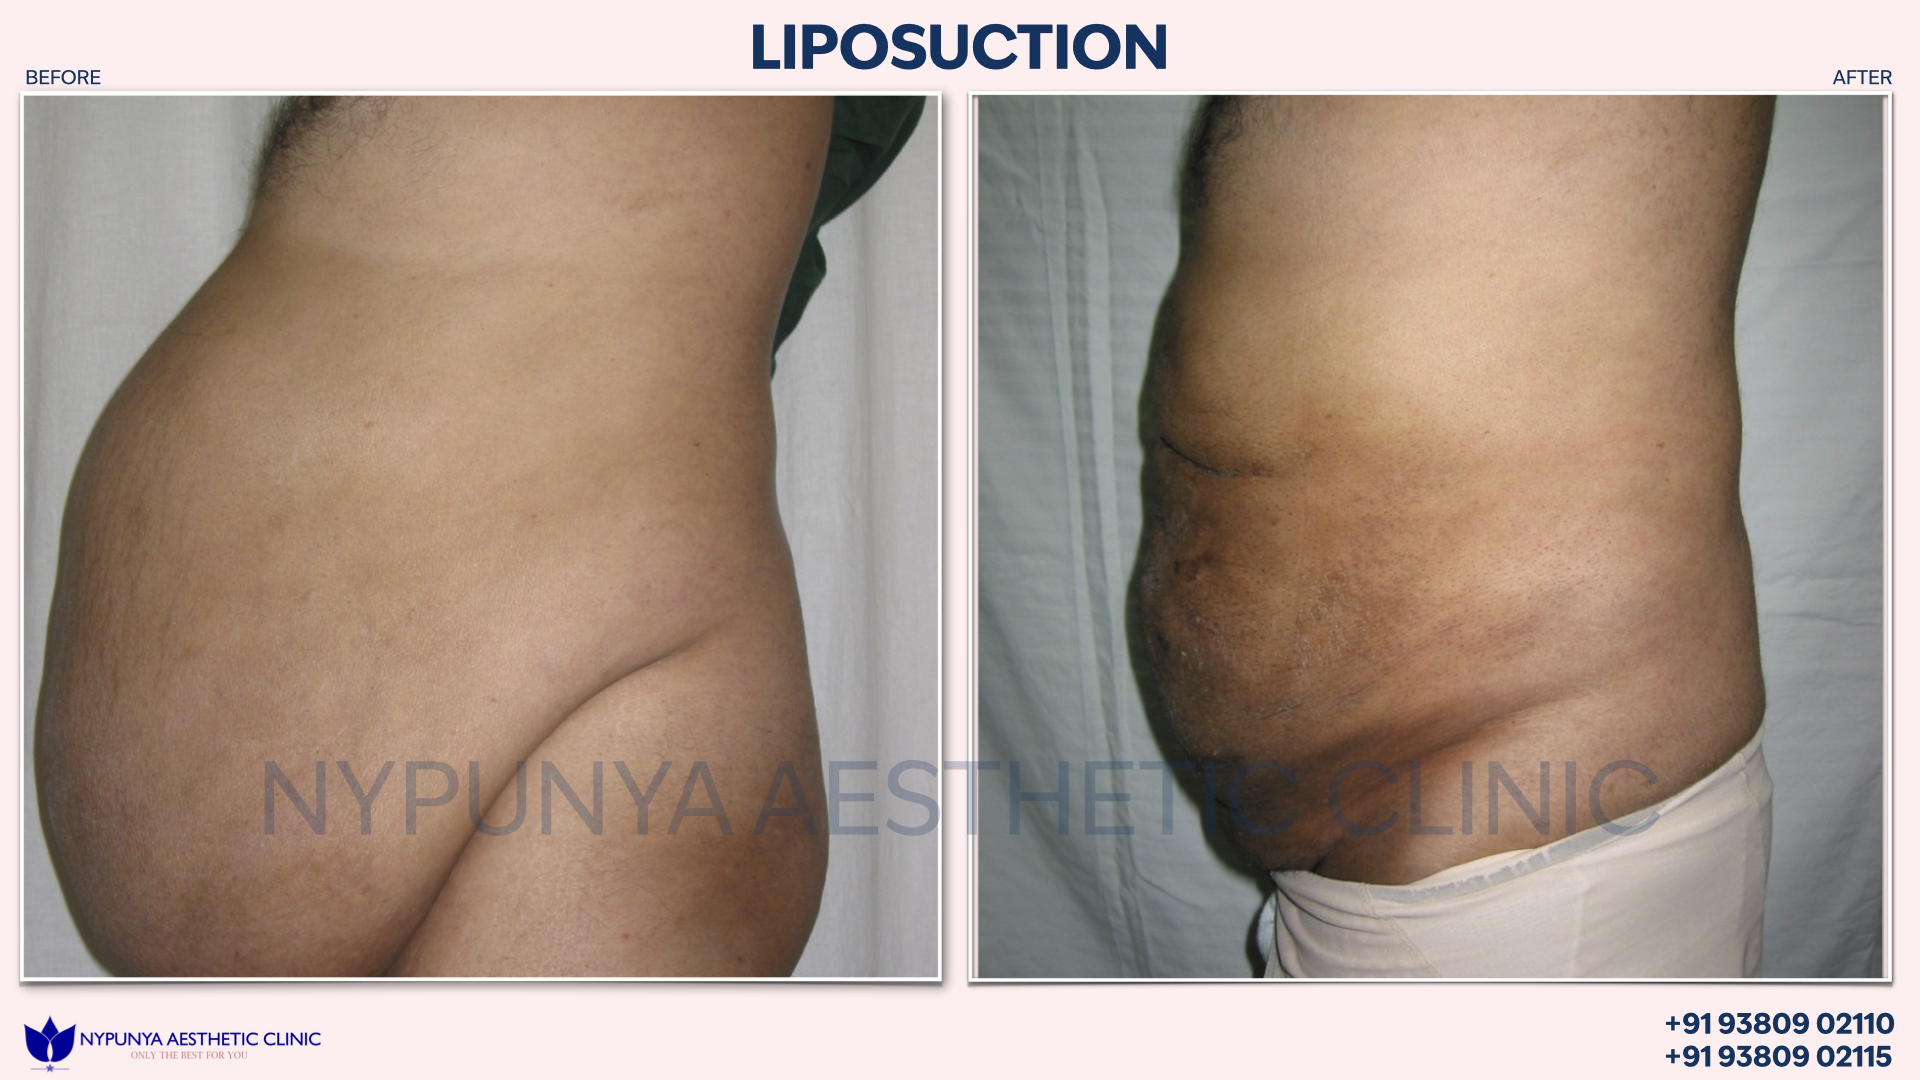 LIPOSUCTION
BEFORE
AFTER
NYPUNYA AESTHETIC CLINIC
NYPUNYA AESTHETIC CLINIC
ONLY THE BEST FOR YOU
+91 93809 02110
+91 93809 02115